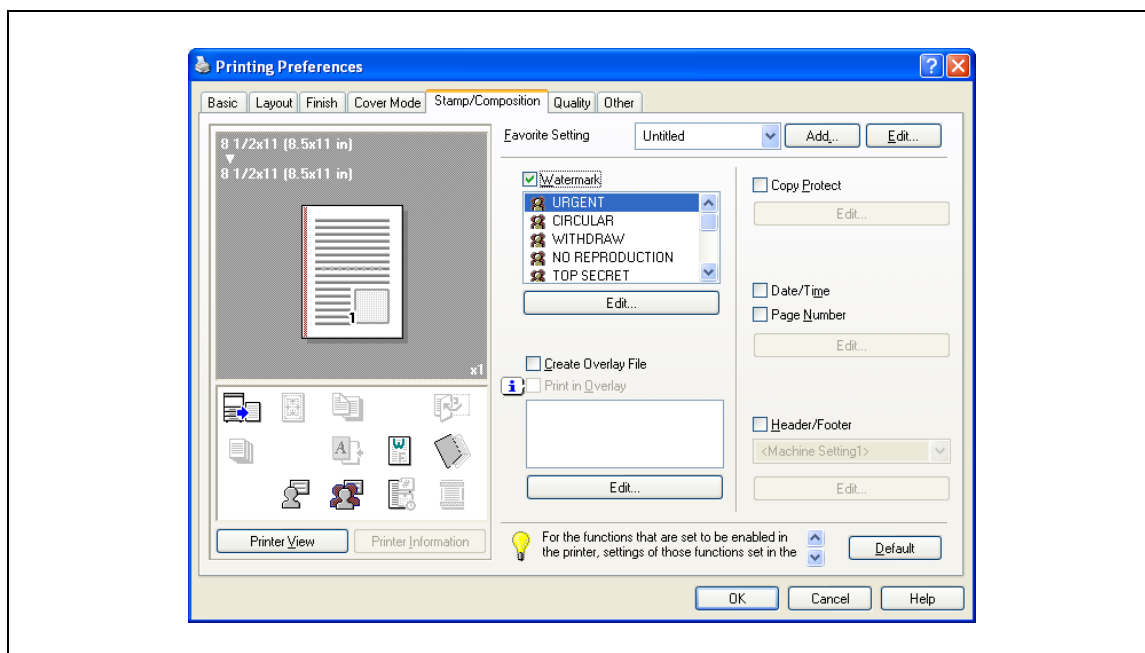 Printing Preferences
Basic Layout Finish Cover Mode Stamp/Composition Quality Other
8 1/2x11 (8.5x11 in)
8 1/2x11 (8.5x11 in)
1
x1
Printer View Printer Information
Favorite Setting Untitled Add... Edit...
Watermark
URGENT
CIRCULAR
WITHDRAW
NO REPRODUCTION
TOP SECRET
Edit...
Create Overlay File
Print in Overlay
Edit...
Copy Protect
Edit...
Date/Time
Page Number
Edit...
Header/Footer
<Machine Setting1>
Edit...
For the functions that are set to be enabled in
the printer, settings of those functions set in the
Default
OK Cancel Help